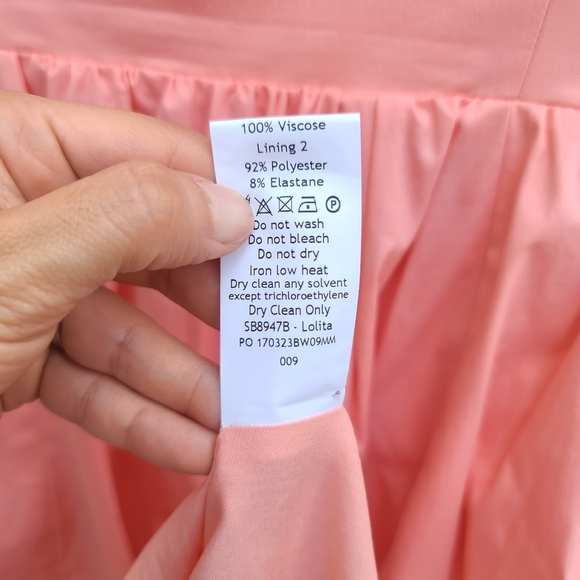 100% Viscose
Lining 2
92% Polyester
8% Elastane
Do not wash
Do not bleach
Do not dry
Iron low heat
Dry clean any solvent
except trichloroethylene
Dry Clean Only
SB8947B - Lolita
PO 170323BW09MM
009